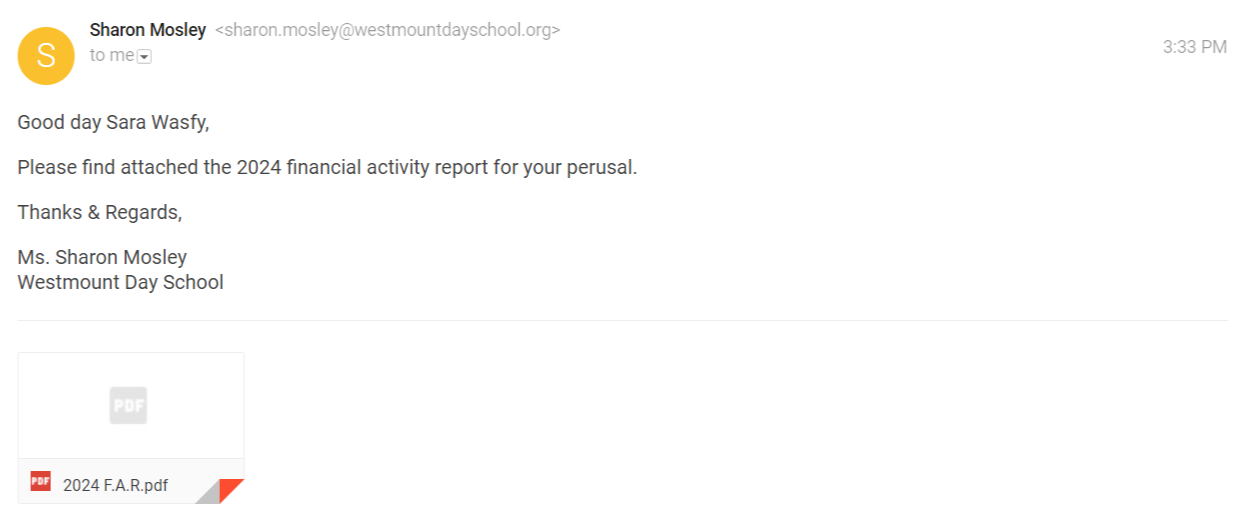 Sharon Mosley <sharon.mosley@westmountdayschool.org>
to me
3:33 PM
S
Good day Sara Wasfy,
Please find attached the 2024 financial activity report for your perusal.
Thanks & Regards,
Ms. Sharon Mosley
Westmount Day School
PDF
PDF 2024 F.A.R.pdf